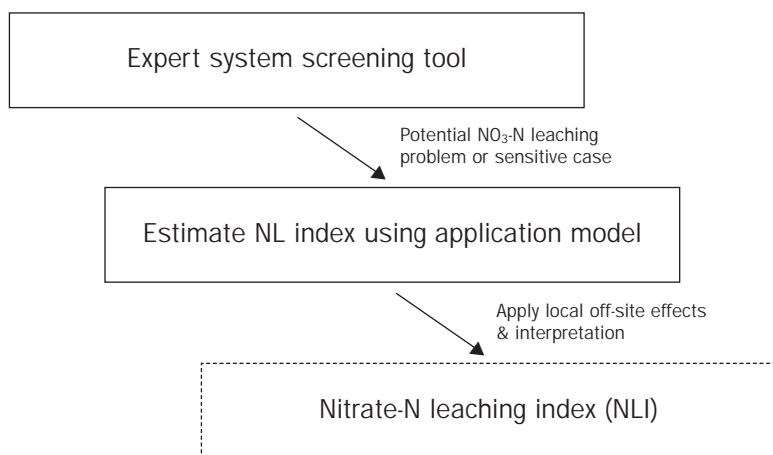 Expert system screening tool
Potential NO₃-N leaching
problem or sensitive case
Estimate NL index using application model
Apply local off-site effects
& interpretation
Nitrate-N leaching index (NLI)